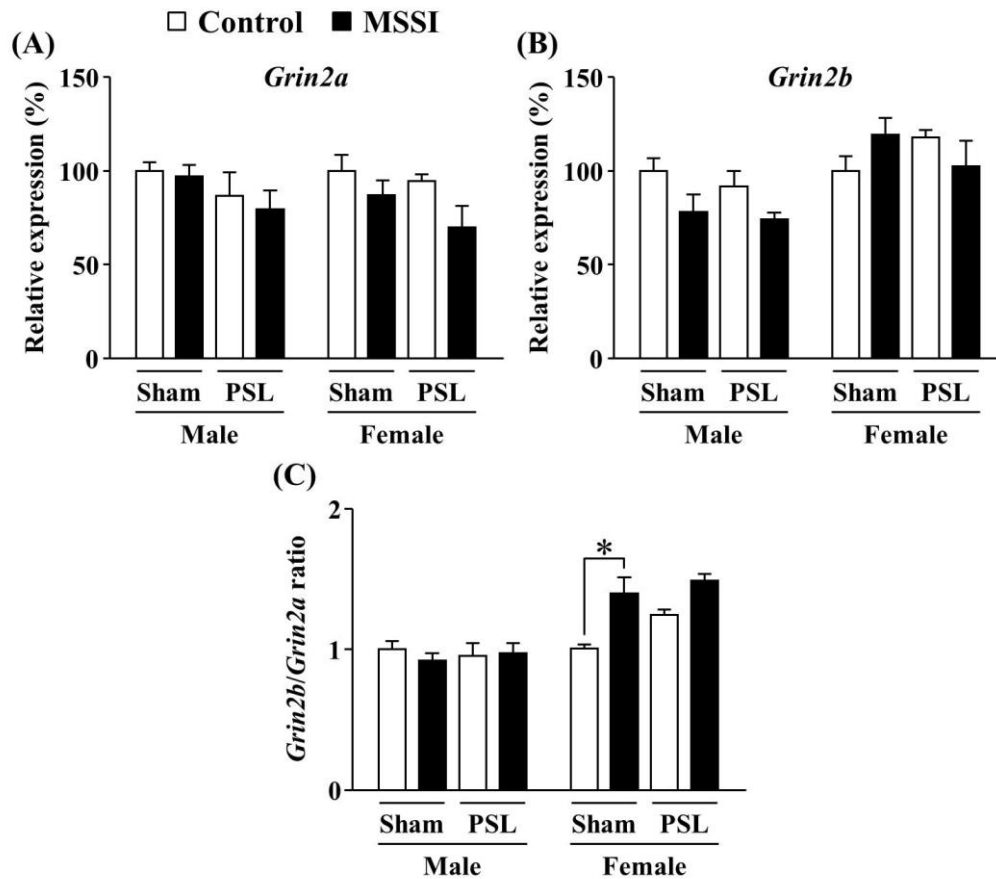 Control MSSI
(A)
Grin2a
Relative expression (%)
150
100
50
0
Sham PSL Sham PSL
Male Female
(B)
Grin2b
Relative expression (%)
150
100
50
0
Sham PSL Sham PSL
Male Female
(C)
Grin2b/Grin2a ratio
2
1
0
*
Sham PSL Sham PSL
Male Female